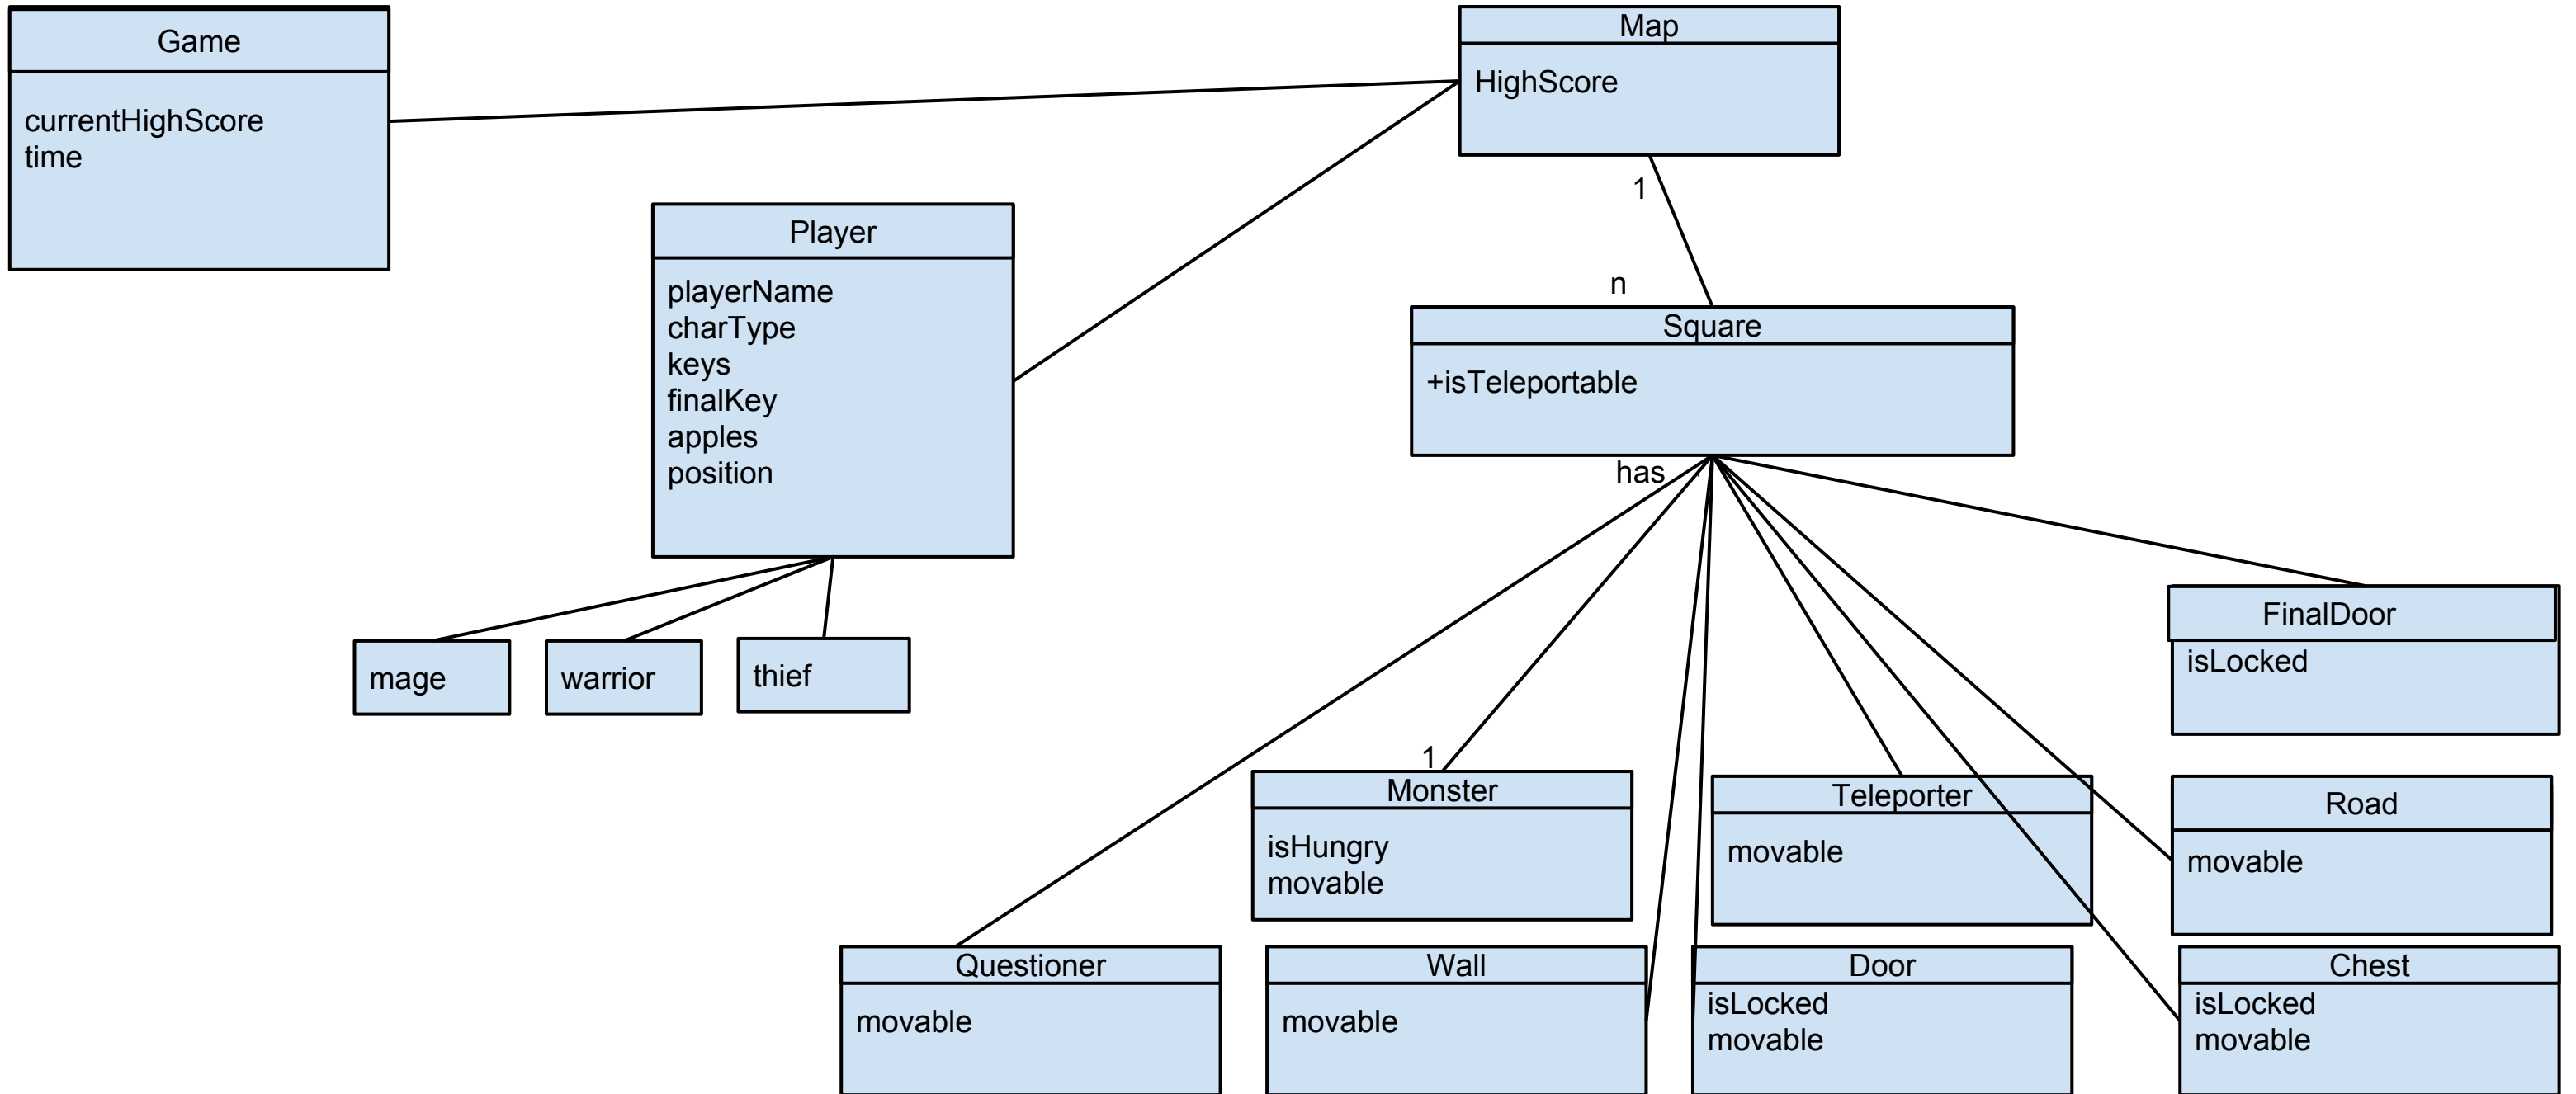 Game
currentHighScore
time
Map
HighScore
1
n
Player
playerName
charType
keys
finalKey
apples
position
Square
+isTeleportable
has
mage
warrior
thief
FinalDoor
isLocked
1
Monster
isHungry
movable
Teleporter
movable
Road
movable
Questioner
movable
Wall
movable
Door
isLocked
movable
Chest
isLocked
movable